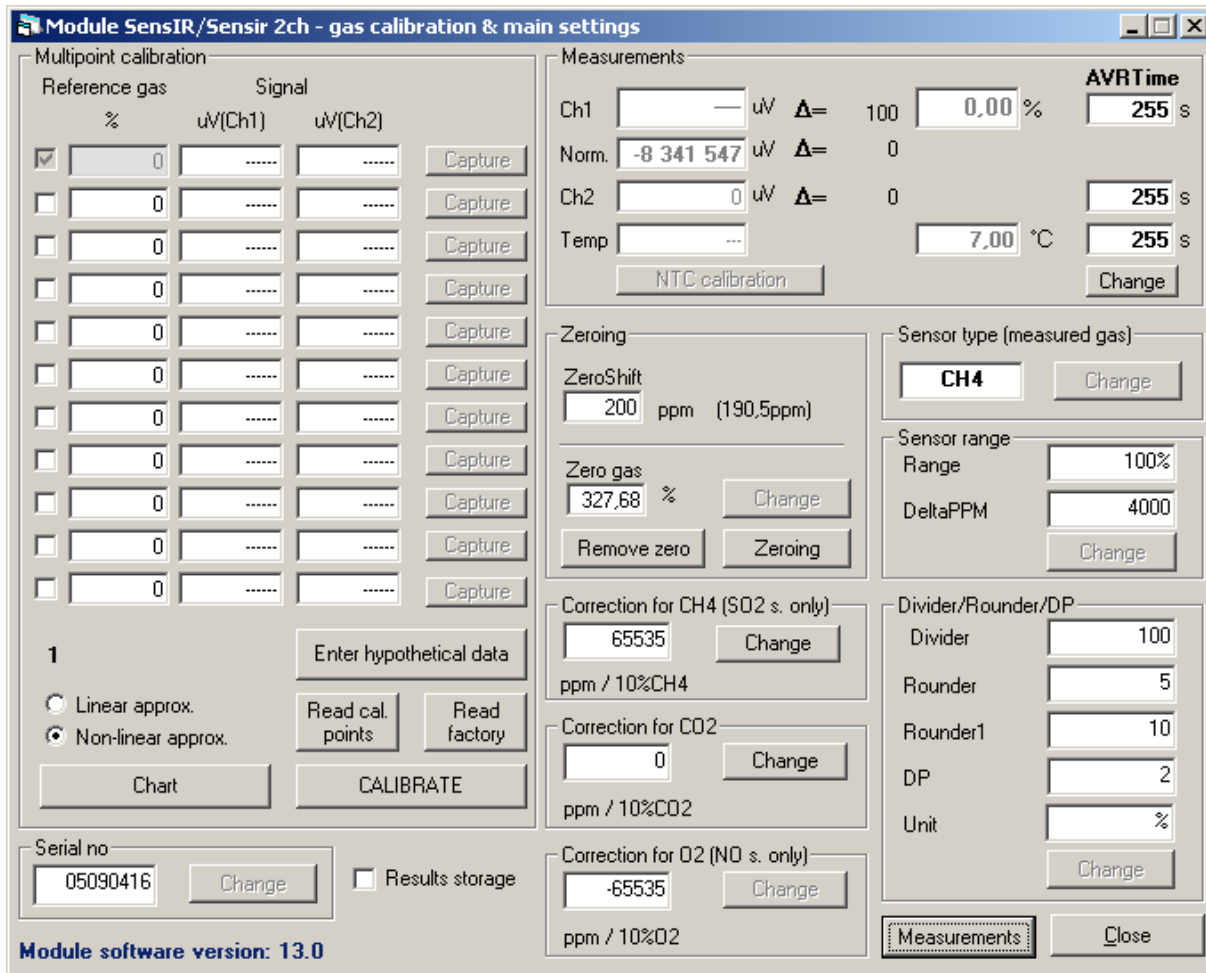 Module SensIR/Sensir 2ch - gas calibration & main settings
Multipoint calibration
Reference gas Signal
% uV(Ch1) uV(Ch2)
0 ------ ------ Capture
0 ------ ------ Capture
0 ------ ------ Capture
0 ------ ------ Capture
0 ------ ------ Capture
0 ------ ------ Capture
0 ------ ------ Capture
0 ------ ------ Capture
0 ------ ------ Capture
0 ------ ------ Capture
0 ------ ------ Capture
1
Enter hypothetical data
Linear approx.
Non-linear approx.
Read cal. points
Read factory
Chart
CALIBRATE
Serial no
05090416 Change
Results storage
Module software version: 13.0
Measurements
AVRTime
Ch1 ---- uV Δ= 100 0,00 % 255 s
Norm. -8 341 547 uV Δ= 0
Ch2 0 uV Δ= 0 255 s
Temp --- 7,00 °C 255 s
NTC calibration Change
Zeroing
ZeroShift
200 ppm (190,5ppm)
Zero gas
327,68 % Change
Remove zero Zeroing
Correction for CH4 (SO2 s. only)
65535 Change
ppm / 10%CH4
Correction for CO2
0 Change
ppm / 10%CO2
Correction for O2 (NO s. only)
-65535 Change
ppm / 10%O2
Sensor type (measured gas)
CH4 Change
Sensor range
Range 100%
DeltaPPM 4000
Change
Divider/Rounder/DP
Divider 100
Rounder 5
Rounder1 10
DP 2
Unit %
Change
Measurements Close